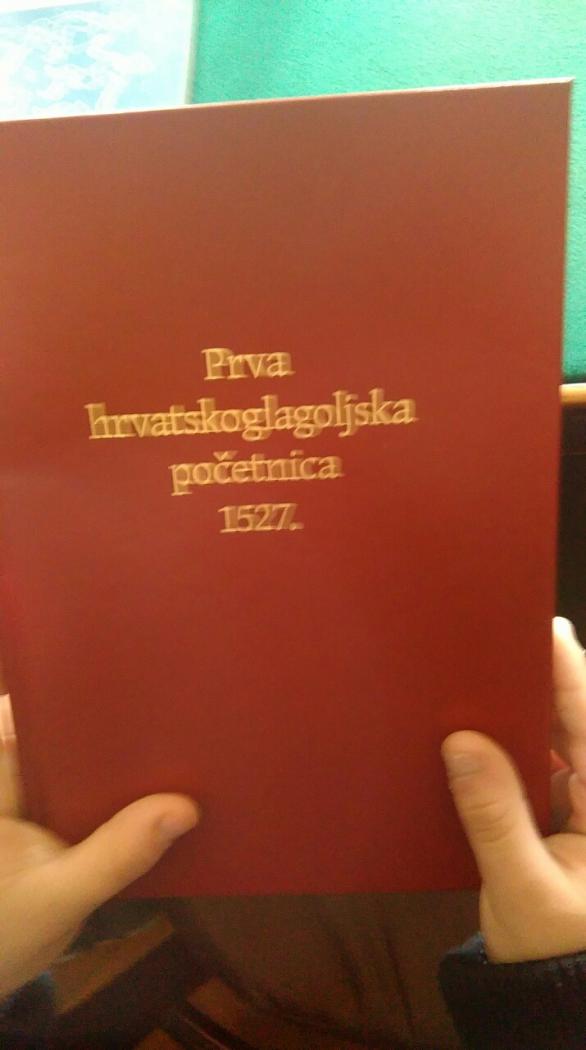 Prva
hrvatskoglagoljska
početnica
1527.